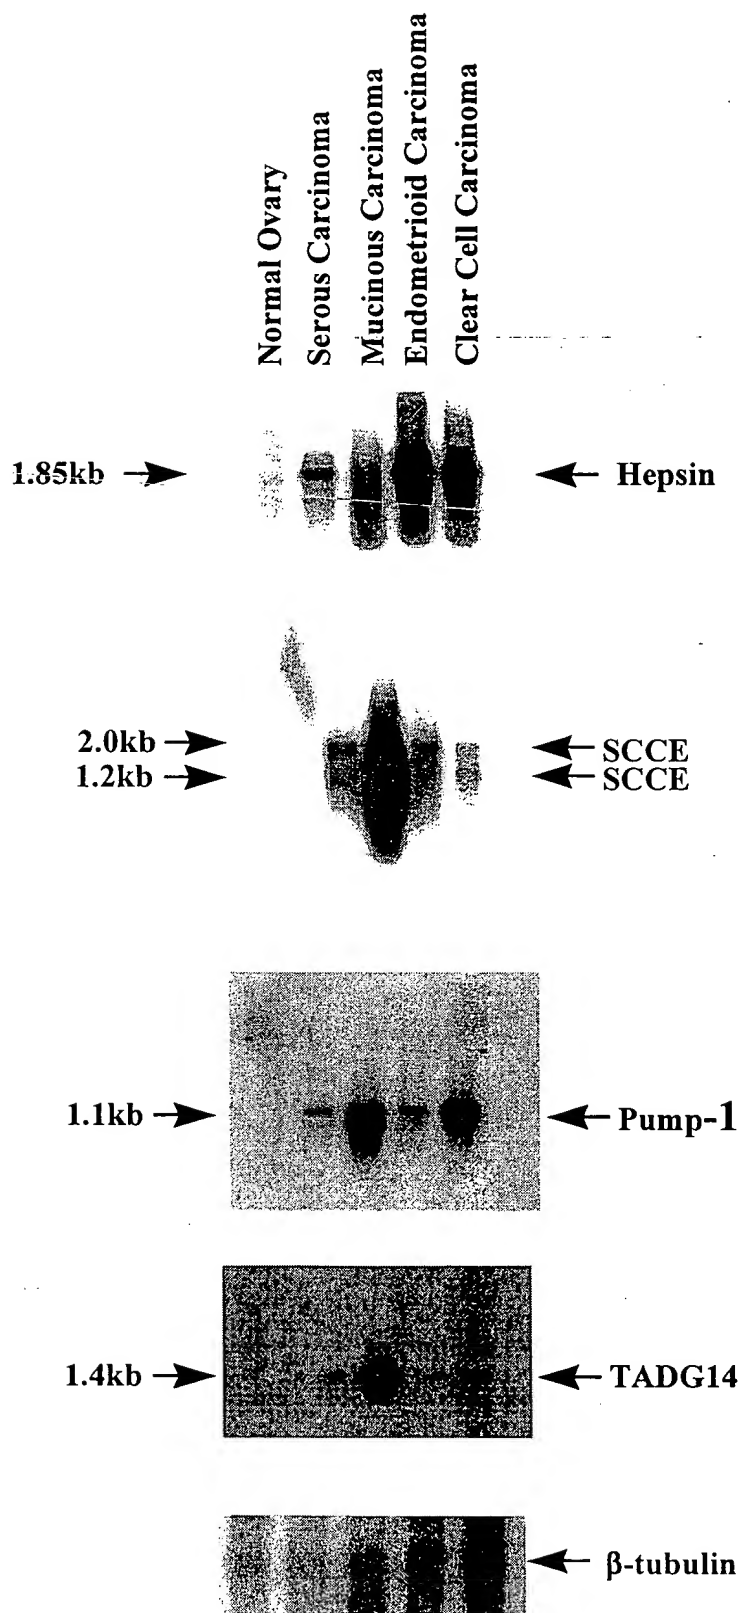 Normal Ovary
Serous Carcinoma
Mucinous Carcinoma
Endometrioid Carcinoma
Clear Cell Carcinoma
1.85kb Hepsin
2.0kb SCCE
1.2kb SCCE
1.1kb Pump-1
1.4kb TADG14
β-tubulin